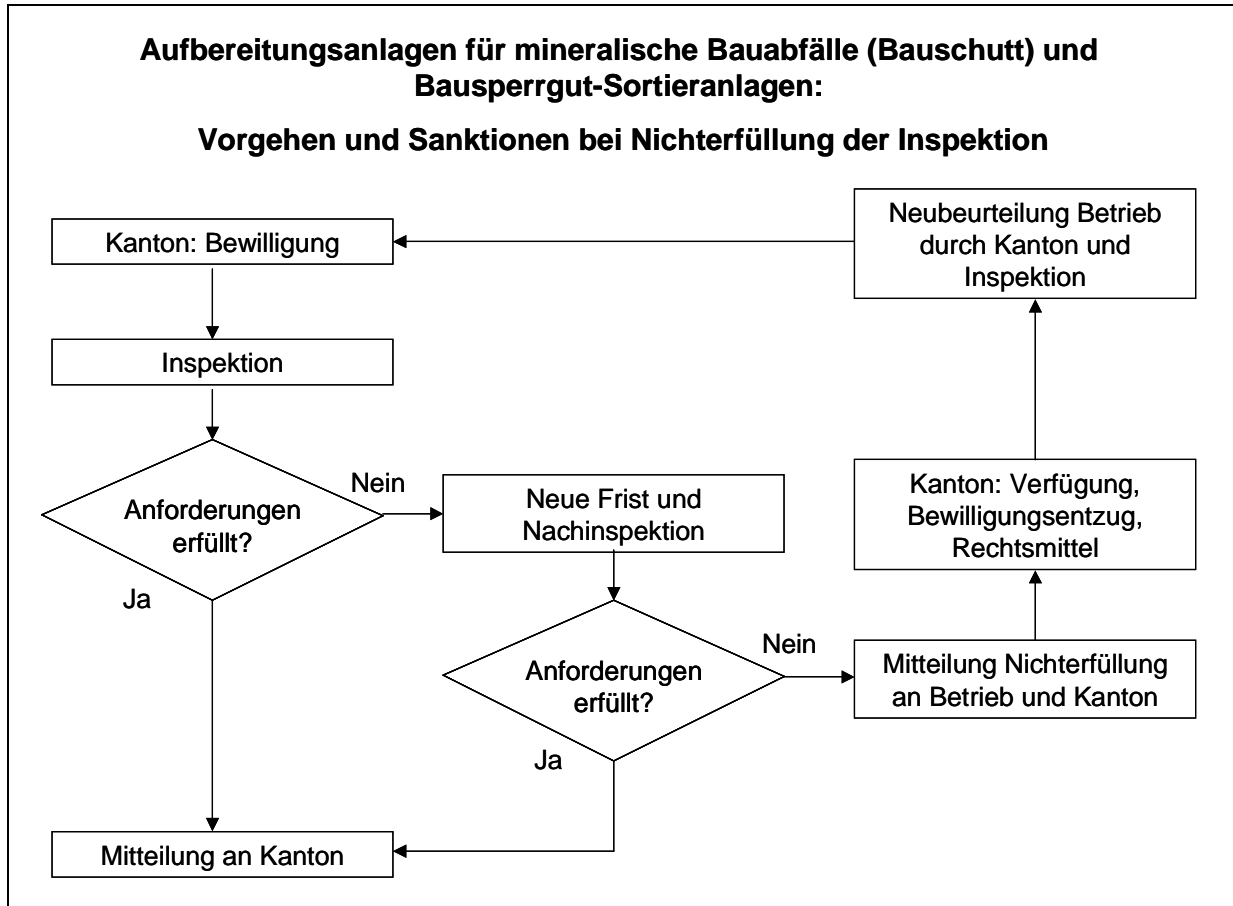 Aufbereitungsanlagen für mineralische Bauabfälle (Bauschutt) und
Bausperrgut-Sortieranlagen:
Vorgehen und Sanktionen bei Nichterfüllung der Inspektion
Kanton: Bewilligung
Neubeurteilung Betrieb
durch Kanton und
Inspektion
Inspektion
Anforderungen
erfüllt?
Nein
Ja
Neue Frist und
Nachinspektion
Kanton: Verfügung,
Bewilligungsentzug,
Rechtsmittel
Anforderungen
erfüllt?
Nein
Ja
Mitteilung Nichterfüllung
an Betrieb und Kanton
Mitteilung an Kanton